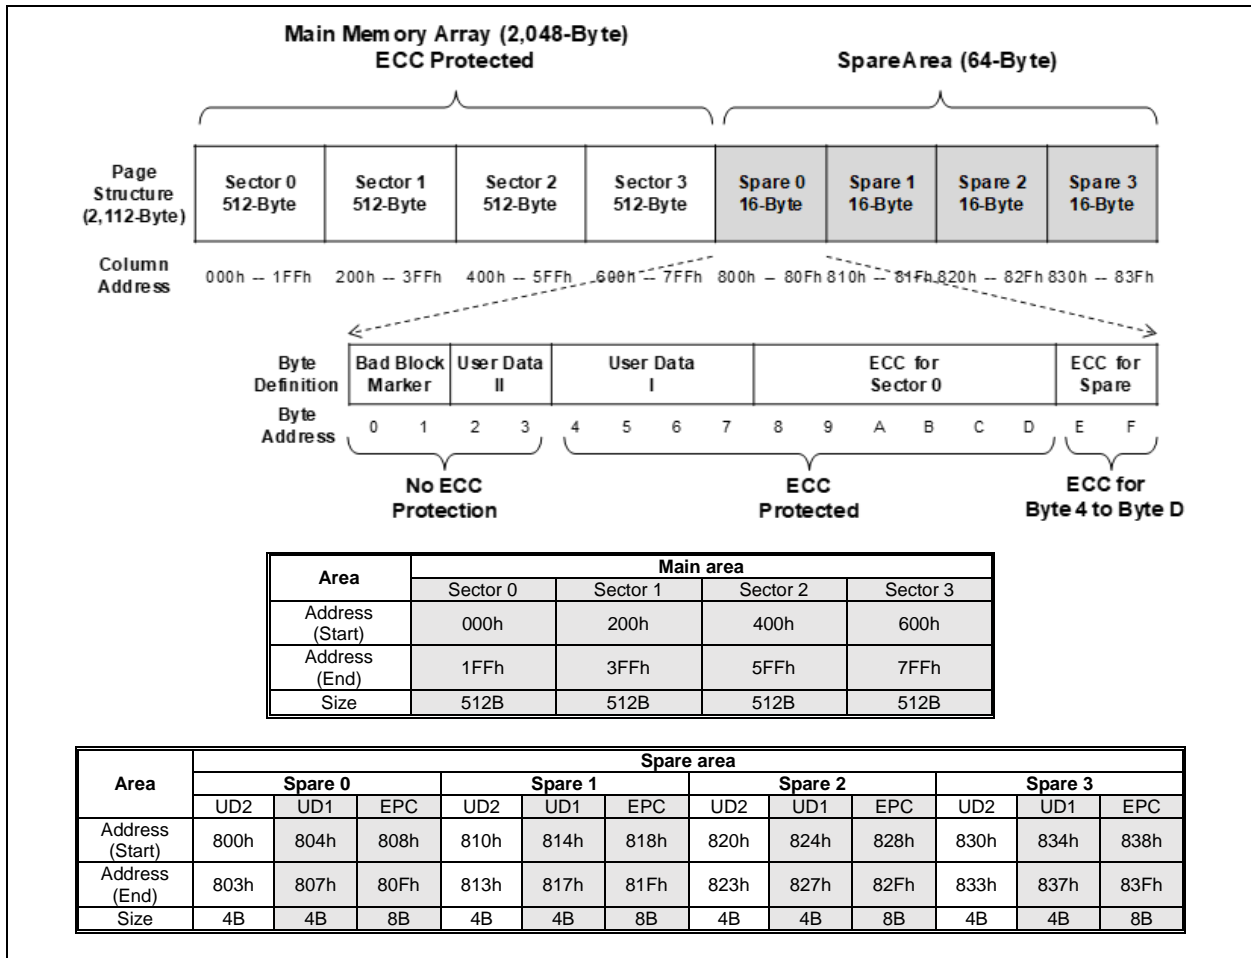 Main Memory Array (2,048-Byte)
ECC Protected
Spare Area (64-Byte)
Page
Structure
(2,112-Byte)
Sector 0
512-Byte
Sector 1
512-Byte
Sector 2
512-Byte
Sector 3
512-Byte
Spare 0
16-Byte
Spare 1
16-Byte
Spare 2
16-Byte
Spare 3
16-Byte
Column
Address
000h -- 1FFh 200h -- 3FFh 400h -- 5FFh 600h -- 7FFh 800h -- 80Fh 810h -- 81Fh 820h -- 82Fh 830h -- 83Fh
Byte
Definition
Bad Block
Marker
User Data
II
User Data
I
ECC for
Sector 0
ECC for
Spare
Byte
Address
0 1 2 3 4 5 6 7 8 9 A B C D E F
No ECC
Protection
ECC
Protected
ECC for
Byte 4 to Byte D
Area Main area
Sector 0 Sector 1 Sector 2 Sector 3
Address
(Start)
000h 200h 400h 600h
Address
(End)
1FFh 3FFh 5FFh 7FFh
Size 512B 512B 512B 512B
Area Spare area
Spare 0 Spare 1 Spare 2 Spare 3
UD2 UD1 EPC UD2 UD1 EPC UD2 UD1 EPC UD2 UD1 EPC
Address
(Start)
800h 804h 808h 810h 814h 818h 820h 824h 828h 830h 834h 838h
Address
(End)
803h 807h 80Fh 813h 817h 81Fh 823h 827h 82Fh 833h 837h 83Fh
Size 4B 4B 8B 4B 4B 8B 4B 4B 8B 4B 4B 8B